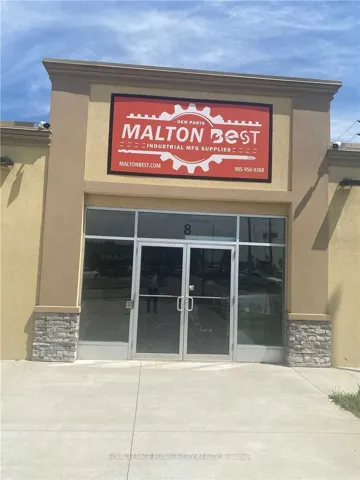 OEM PARTS
MALTON BEST
INDUSTRIAL MFG SUPPLIES
MALTONBEST.COM
8